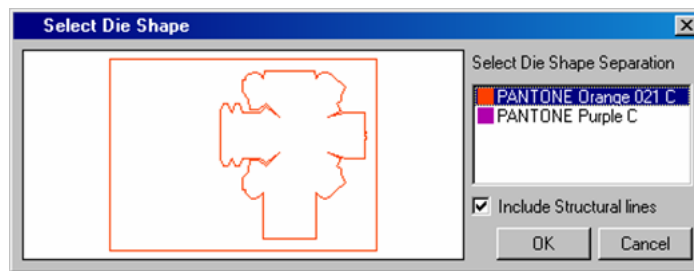 Select Die Shape
Select Die Shape Separation
PANTONE Orange 021 C
PANTONE Purple C
Include Structural lines
OK
Cancel